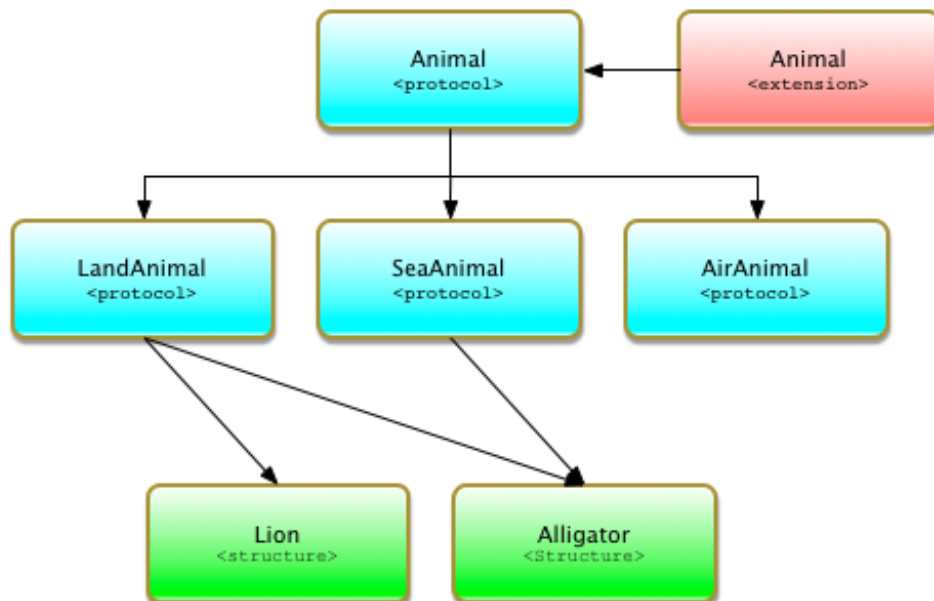 Animal
<protocol>
Animal
<extension>
LandAnimal
<protocol>
SeaAnimal
<protocol>
AirAnimal
<protocol>
Lion
<structure>
Alligator
<Structure>